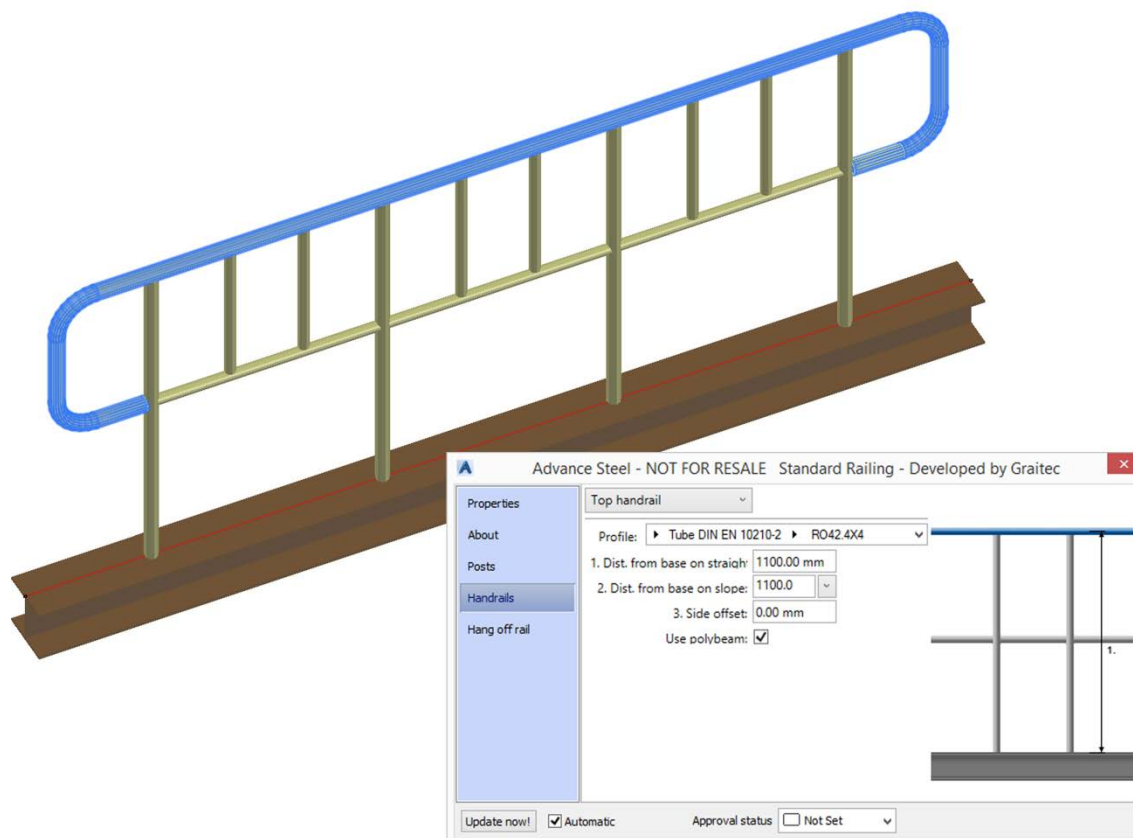 Advance Steel - NOT FOR RESALE Standard Railing - Developed by Graitec
Properties
About
Posts
Handrails
Hang off rail
Top handrail
Profile: Tube DIN EN 10210-2 RO42.4X4
1. Dist. from base on straigh 1100.00 mm
2. Dist. from base on slope: 1100.0
3. Side offset: 0.00 mm
Use polybeam:
1.
Update now! Automatic Approval status Not Set